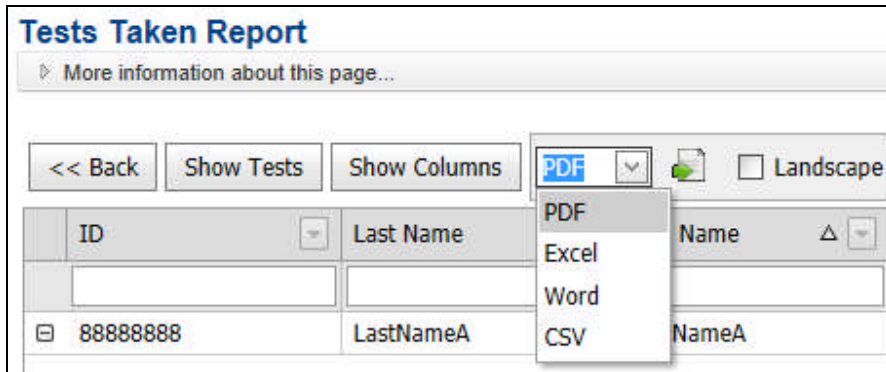 Tests Taken Report
More information about this page...
<< Back Show Tests Show Columns PDF Landscape
PDF
ID Last Name Name
Excel
Word
88888888 LastNameA CSV NameA